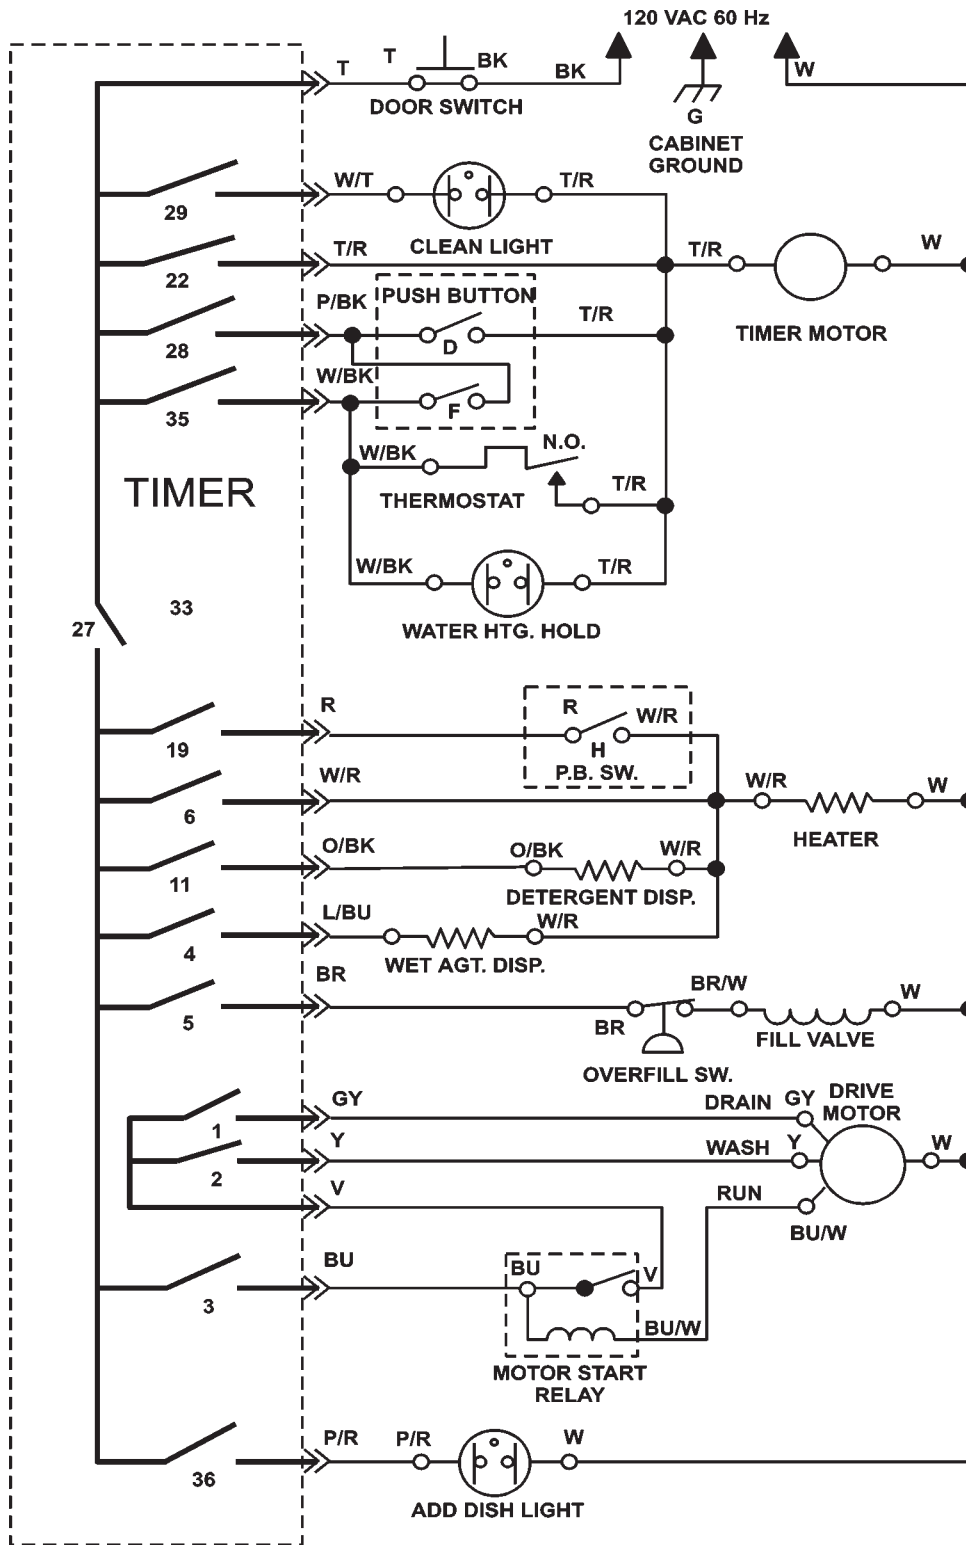 120 VAC 60 Hz
T
T
BK
BK
W
DOOR SWITCH
G
CABINET
GROUND
W/T
T/R
29
CLEAN LIGHT
T/R
T/R
W
22
P/BK
PUSH BUTTON
T/R
28
D
TIMER MOTOR
W/BK
35
F
W/BK
N.O.
T/R
TIMER
THERMOSTAT
W/BK
T/R
33
27
WATER HTG. HOLD
R
R
W/R
19
H
P.B. SW.
W/R
W/R
W
6
HEATER
O/BK
O/BK
W/R
11
DETERGENT DISP.
L/BU
W/R
4
WET AGT. DISP.
BR
BR/W
W
5
BR
FILL VALVE
OVERFILL SW.
GY
DRAIN
GY
DRIVE
MOTOR
1
Y
WASH
Y
W
2
V
RUN
BU/W
BU
BU
V
3
BU/W
MOTOR START
RELAY
P/R
P/R
W
36
ADD DISH LIGHT